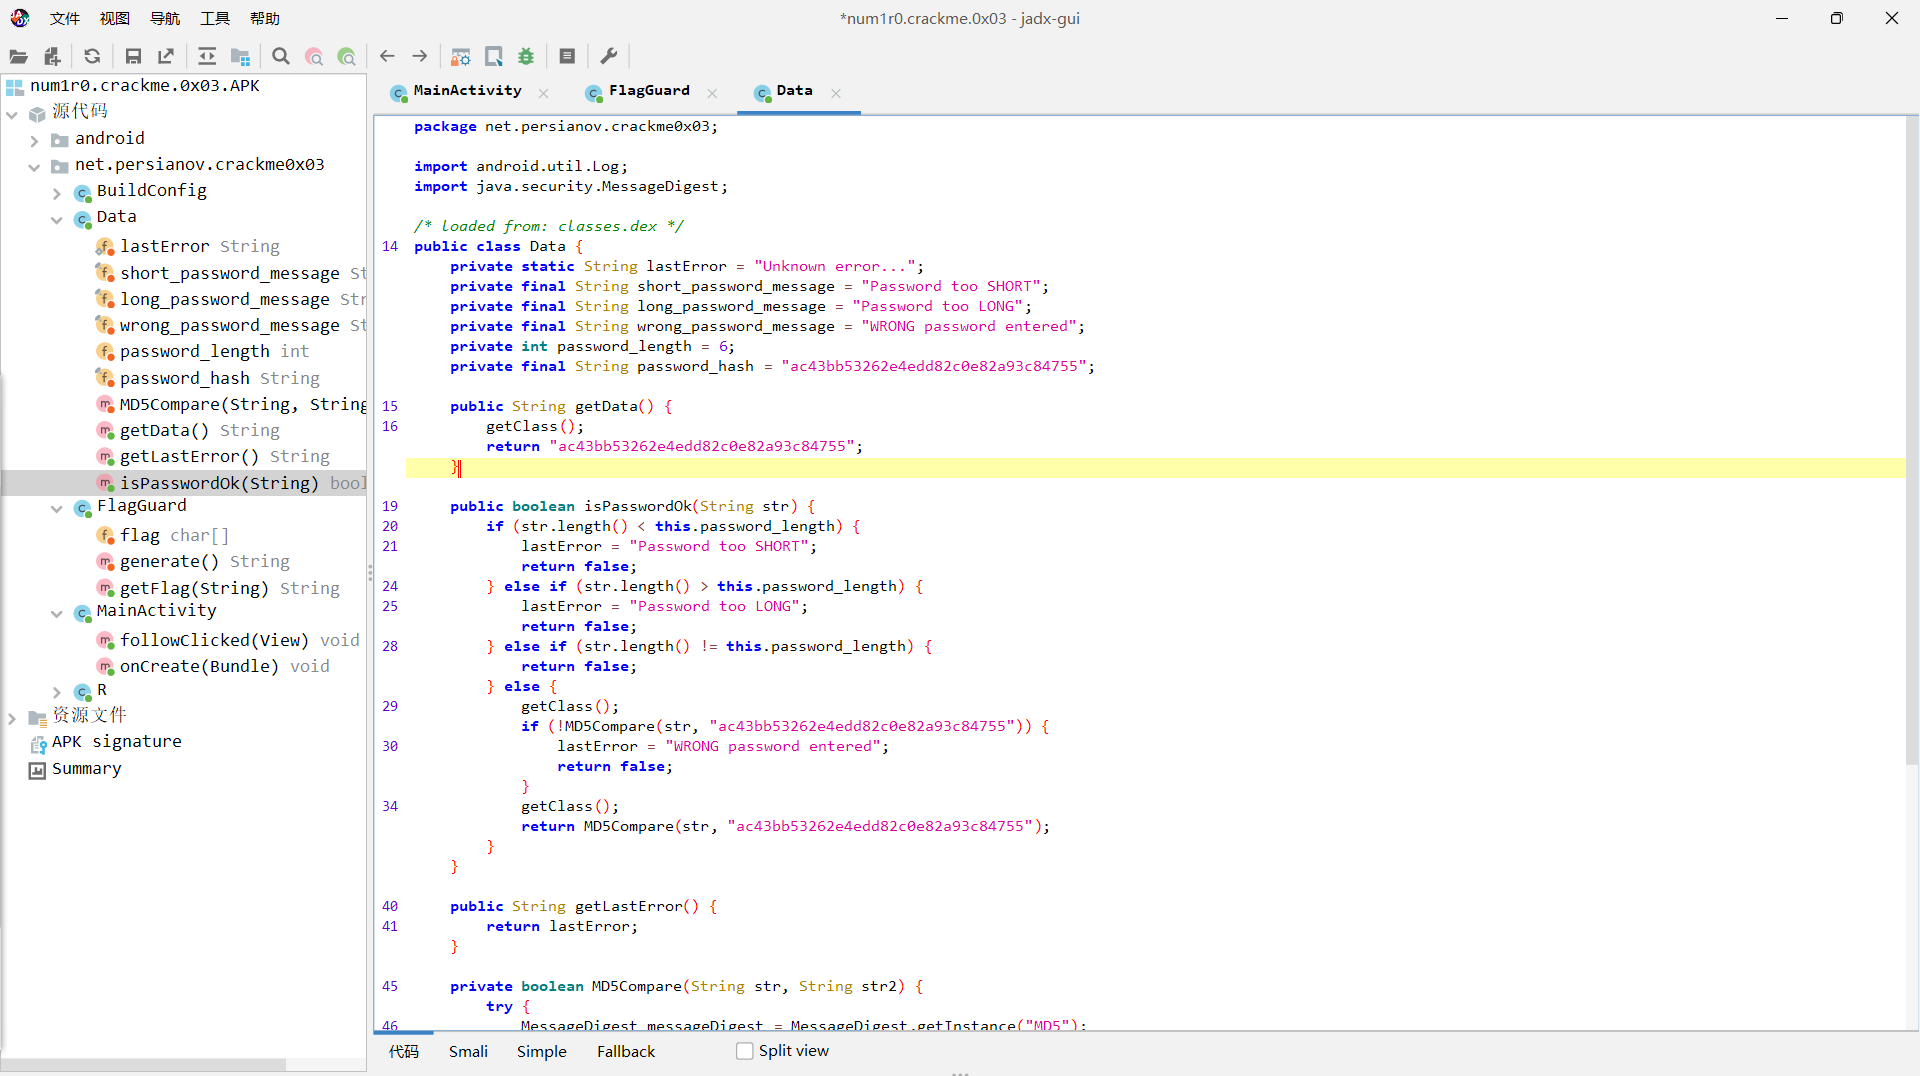 文件 视图 导航 工具 帮助
*num1r0.crackme.0x03 - jadx-gui
num1r0.crackme.0x03.APK
源代码
android
net.persianov.crackme0x03
BuildConfig
Data
lastError String
short_password_message St
long_password_message Str
wrong_password_message St
password_length int
password_hash String
MD5Compare(String, String
getData() String
getLastError() String
isPasswordOk(String) bool
FlagGuard
flag char[]
generate() String
getFlag(String) String
MainActivity
followClicked(View) void
onCreate(Bundle) void
R
资源文件
APK signature
Summary
MainActivity FlagGuard Data
package net.persianov.crackme0x03;
import android.util.Log;
import java.security.MessageDigest;
/* loaded from: classes.dex */
14 public class Data {
private static String lastError = "Unknown error...";
private final String short_password_message = "Password too SHORT";
private final String long_password_message = "Password too LONG";
private final String wrong_password_message = "WRONG password entered";
private int password_length = 6;
private final String password_hash = "ac43bb53262e4edd82c0e82a93c84755";
15 public String getData() {
16 getClass();
return "ac43bb53262e4edd82c0e82a93c84755";
}
19 public boolean isPasswordOk(String str) {
20 if (str.length() < this.password_length) {
21 lastError = "Password too SHORT";
return false;
24 } else if (str.length() > this.password_length) {
25 lastError = "Password too LONG";
return false;
28 } else if (str.length() != this.password_length) {
return false;
} else {
29 getClass();
if (!MD5Compare(str, "ac43bb53262e4edd82c0e82a93c84755")) {
30 lastError = "WRONG password entered";
return false;
}
34 getClass();
return MD5Compare(str, "ac43bb53262e4edd82c0e82a93c84755");
}
}
40 public String getLastError() {
41 return lastError;
}
45 private boolean MD5Compare(String str, String str2) {
try {
46 MessageDigest messageDigest = MessageDigest.getInstance("MD5");
代码 Smali Simple Fallback Split view